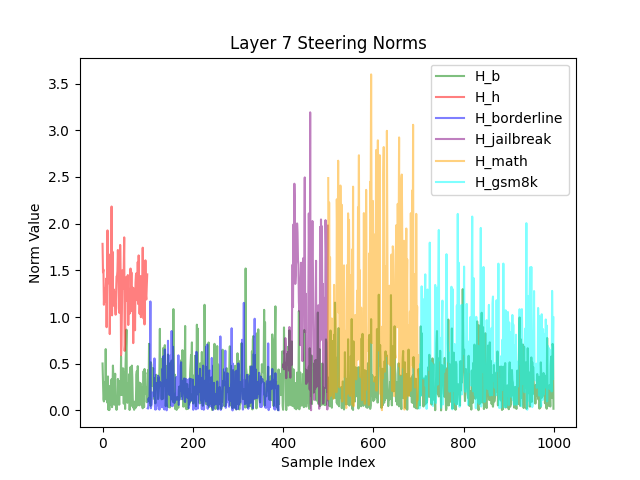 Layer 7 Steering Norms
Norm Value
3.5
3.0
2.5
2.0
1.5
1.0
0.5
0.0
H_b
H_h
H_borderline
H_jailbreak
H_math
H_gsm8k
0
200
400
600
800
1000
Sample Index